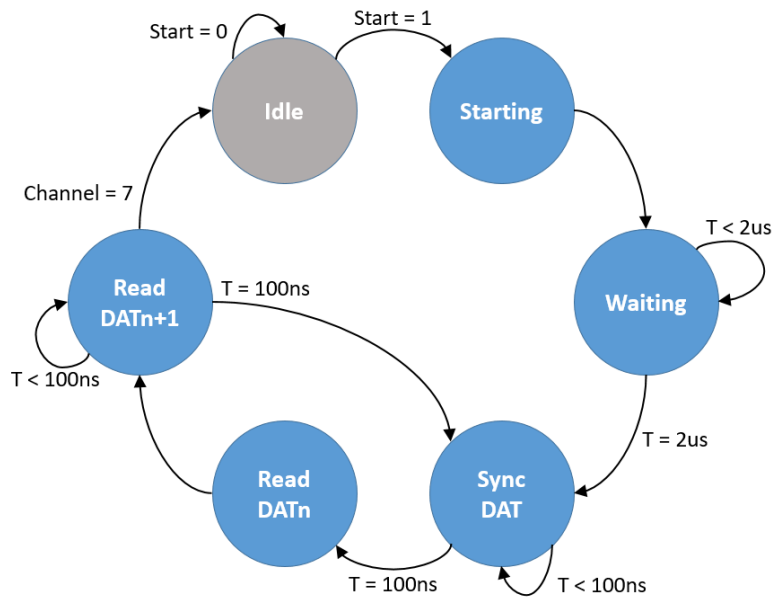 Start = 0
Start = 1
Idle
Starting
Channel = 7
T < 2us
Read
DATn+1
T = 100ns
Waiting
T < 100ns
T = 2us
Read
DATn
Sync
DAT
T = 100ns
T < 100ns